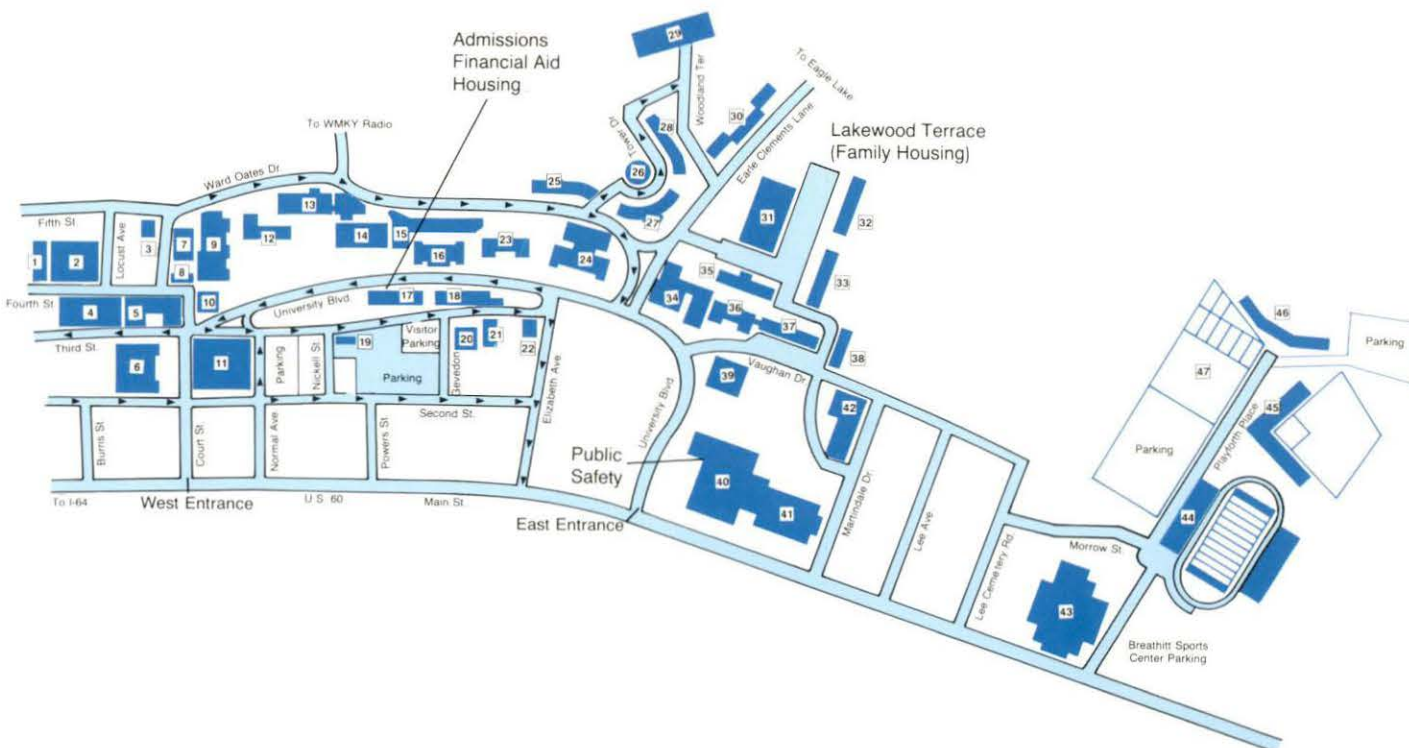 Admissions
Financial Aid
Housing
29
Woodland Ter
To Eagle Lake
To WMKY Radio
Tower Dr
28
30
Earle Clements Lane
Lakewood Terrace
(Family Housing)
Ward Oates Dr.
25
26
27
31
32
Fifth St
Locust Ave
1
2
3
7
8
9
12
13
14
15
16
23
24
33
35
34
36
37
38
Fourth St
4
5
10
University Blvd.
17
18
Third St.
6
11
Parking
Nickell St.
19
Visitor
Parking
Parking
Gevedon
20
21
22
Elizabeth Ave
University Blvd.
39
Vaughan Dr.
42
46
Parking
47
45
Playforth Place
Parking
Second St.
Burris St.
Court St.
Normal Ave
Powers St.
Public
Safety
40
41
Martindale Dr.
Lee Ave
Lee Cemetery Rd.
Morrow St.
44
43
To I-64
West Entrance
U S 60
Main St.
East Entrance
Breathitt Sports
Center Parking